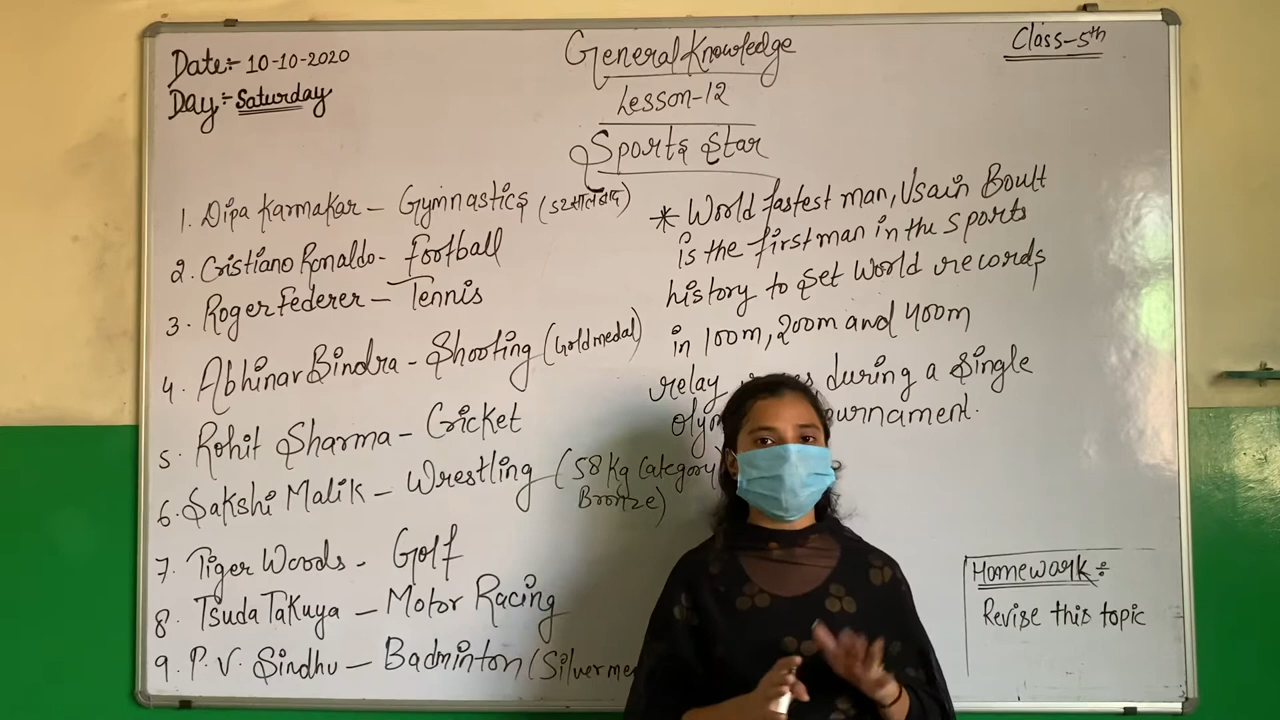 Date:- 10-10-2020
Day:- Saturday
General Knowledge
Lesson-12
Sports Star
Class-5th
1. Dipa Karmakar - Gymnastics (52सालबाद)
2. Cristiano Ronaldo- Football
3. Roger Federer - Tennis
4. Abhinav Bindra - Shooting (Gold medal)
5. Rohit Sharma - Cricket
6. Sakshi Malik - Wrestling (58 Kg Category
Bronze)
7. Tiger Woods - Golf
8. Tsuda Takuya - Motor Racing
9. P. V. Sindhu - Badminton (Silver me
* World fastest man, Usain Boult
is the first man in the sports
history to set World records
in 100m, 200m and 400m
relay during a single
Homework:-
Revise this topic